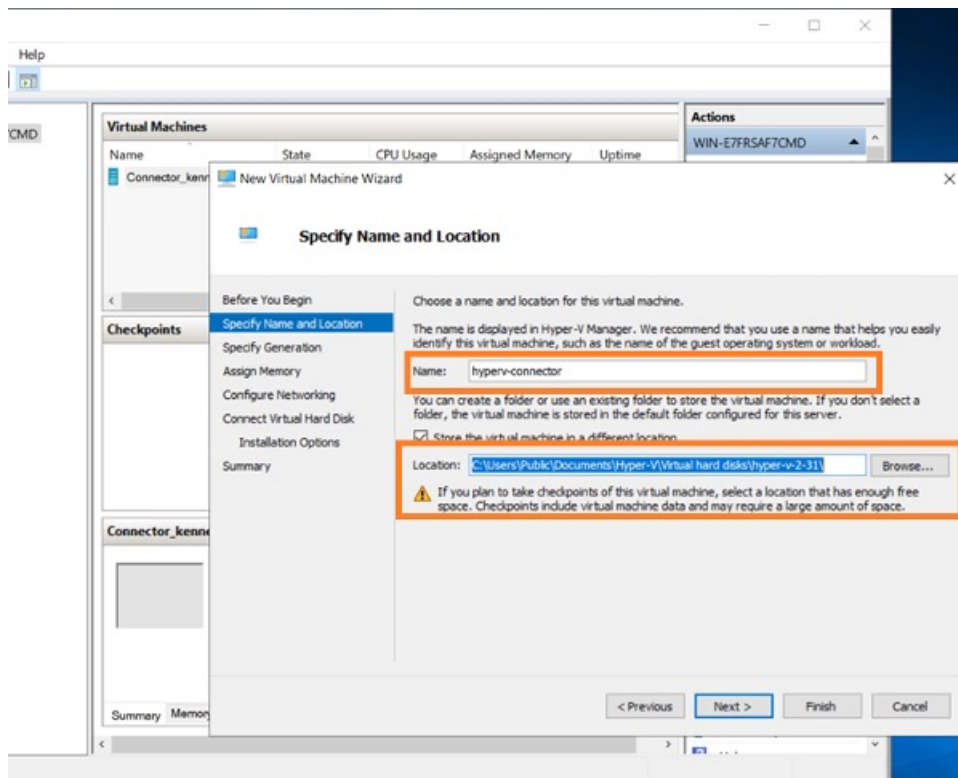 Help
CMD
Virtual Machines
Name State CPU Usage Assigned Memory Uptime
Connector_kenn
Actions
WIN-E7FRSAF7CMD
New Virtual Machine Wizard
Specify Name and Location
Before You Begin
Specify Name and Location
Specify Generation
Assign Memory
Configure Networking
Connect Virtual Hard Disk
Installation Options
Summary
Choose a name and location for this virtual machine.
The name is displayed in Hyper-V Manager. We recommend that you use a name that helps you easily
identify this virtual machine, such as the name of the guest operating system or workload.
Name: hyperv-connector
You can create a folder or use an existing folder to store the virtual machine. If you don't select a
folder, the virtual machine is stored in the default folder configured for this server.
Store the virtual machine in a different location
Location: C:\Users\Public\Documents\Hyper-V\Virtual hard disks\hyper-v-2-31\ Browse...
If you plan to take checkpoints of this virtual machine, select a location that has enough free
space. Checkpoints include virtual machine data and may require a large amount of space.
< Previous Next > Finish Cancel
Checkpoints
Connector_kenne
Summary Memor